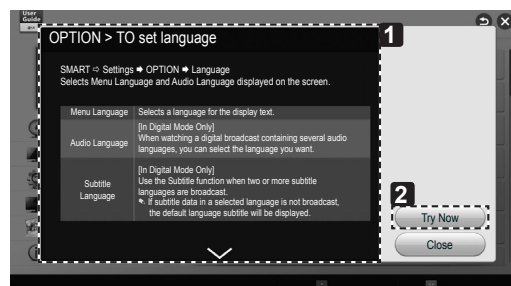 User
Guide
OPTION > TO set language
1
SMART ⇨ Settings ➡ OPTION ➡ Language
Selects Menu Language and Audio Language displayed on the screen.
Menu Language Selects a language for the display text.
Audio Language
[In Digital Mode Only]
When watching a digital broadcast containing several audio
languages, you can select the language you want.
Subtitle
Language
[In Digital Mode Only]
Use the Subtitle function when two or more subtitle
languages are broadcast.
If subtitle data in a selected language is not broadcast,
the default language subtitle will be displayed.
2
Try Now
Close